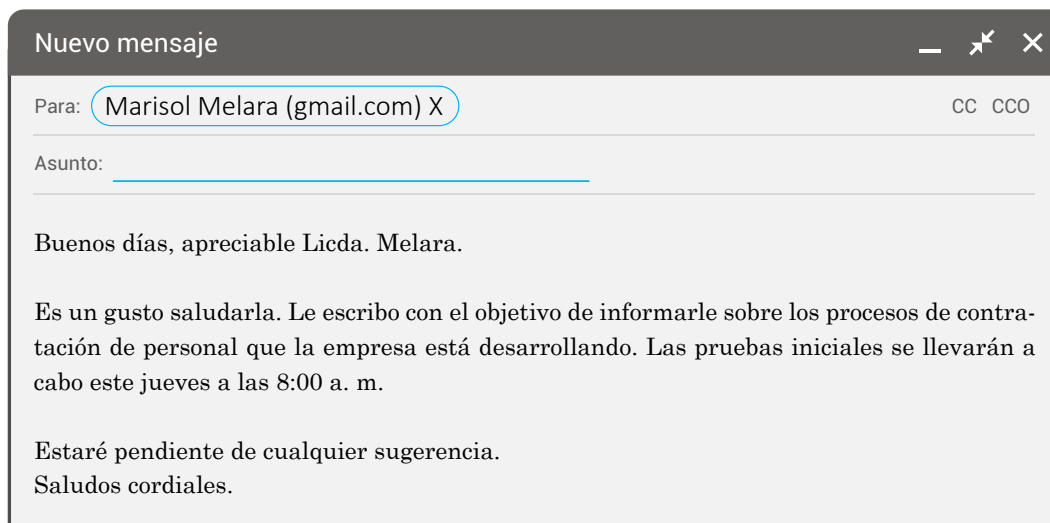 Nuevo mensaje
Para: Marisol Melara (gmail.com) X CC CCO
Asunto:
Buenos días, apreciable Licda. Melara.
Es un gusto saludarla. Le escribo con el objetivo de informarle sobre los procesos de contra-
tación de personal que la empresa está desarrollando. Las pruebas iniciales se llevarán a
cabo este jueves a las 8:00 a. m.
Estaré pendiente de cualquier sugerencia.
Saludos cordiales.